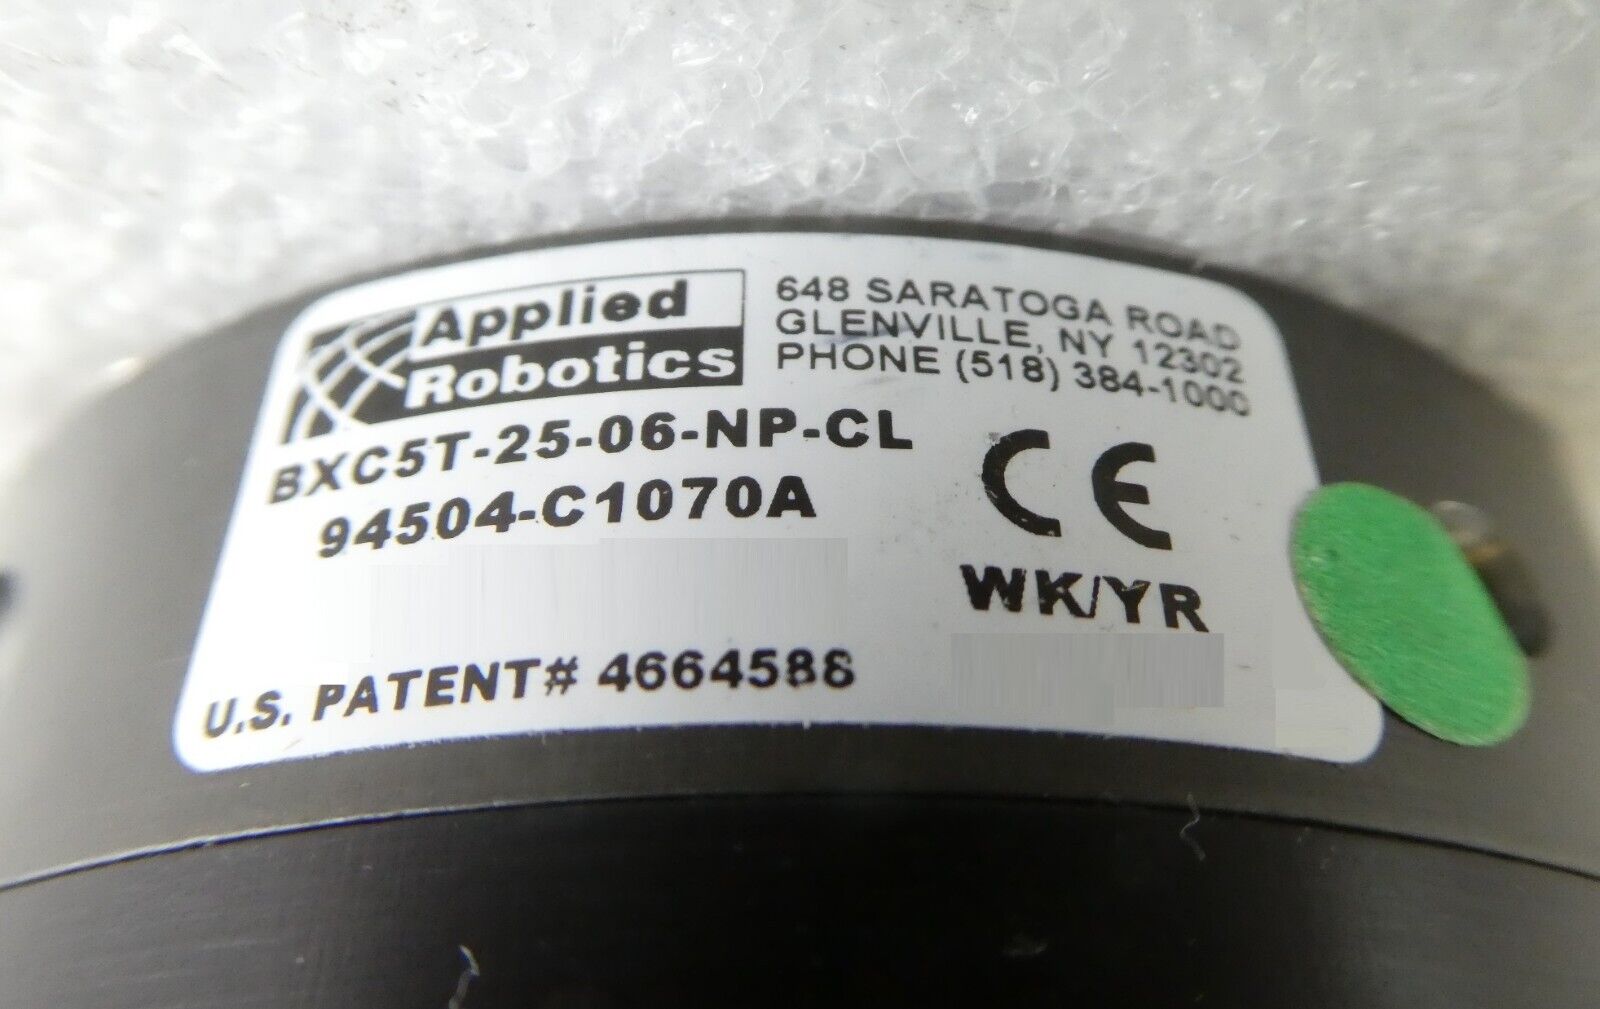 Applied
Robotics
648 SARATOGA ROAD
GLENVILLE, NY 12302
PHONE (518) 384-1000
BXC5T-25-06-NP-CL
94504-C1070A
CE
WK/YR
U.S. PATENT# 4664588